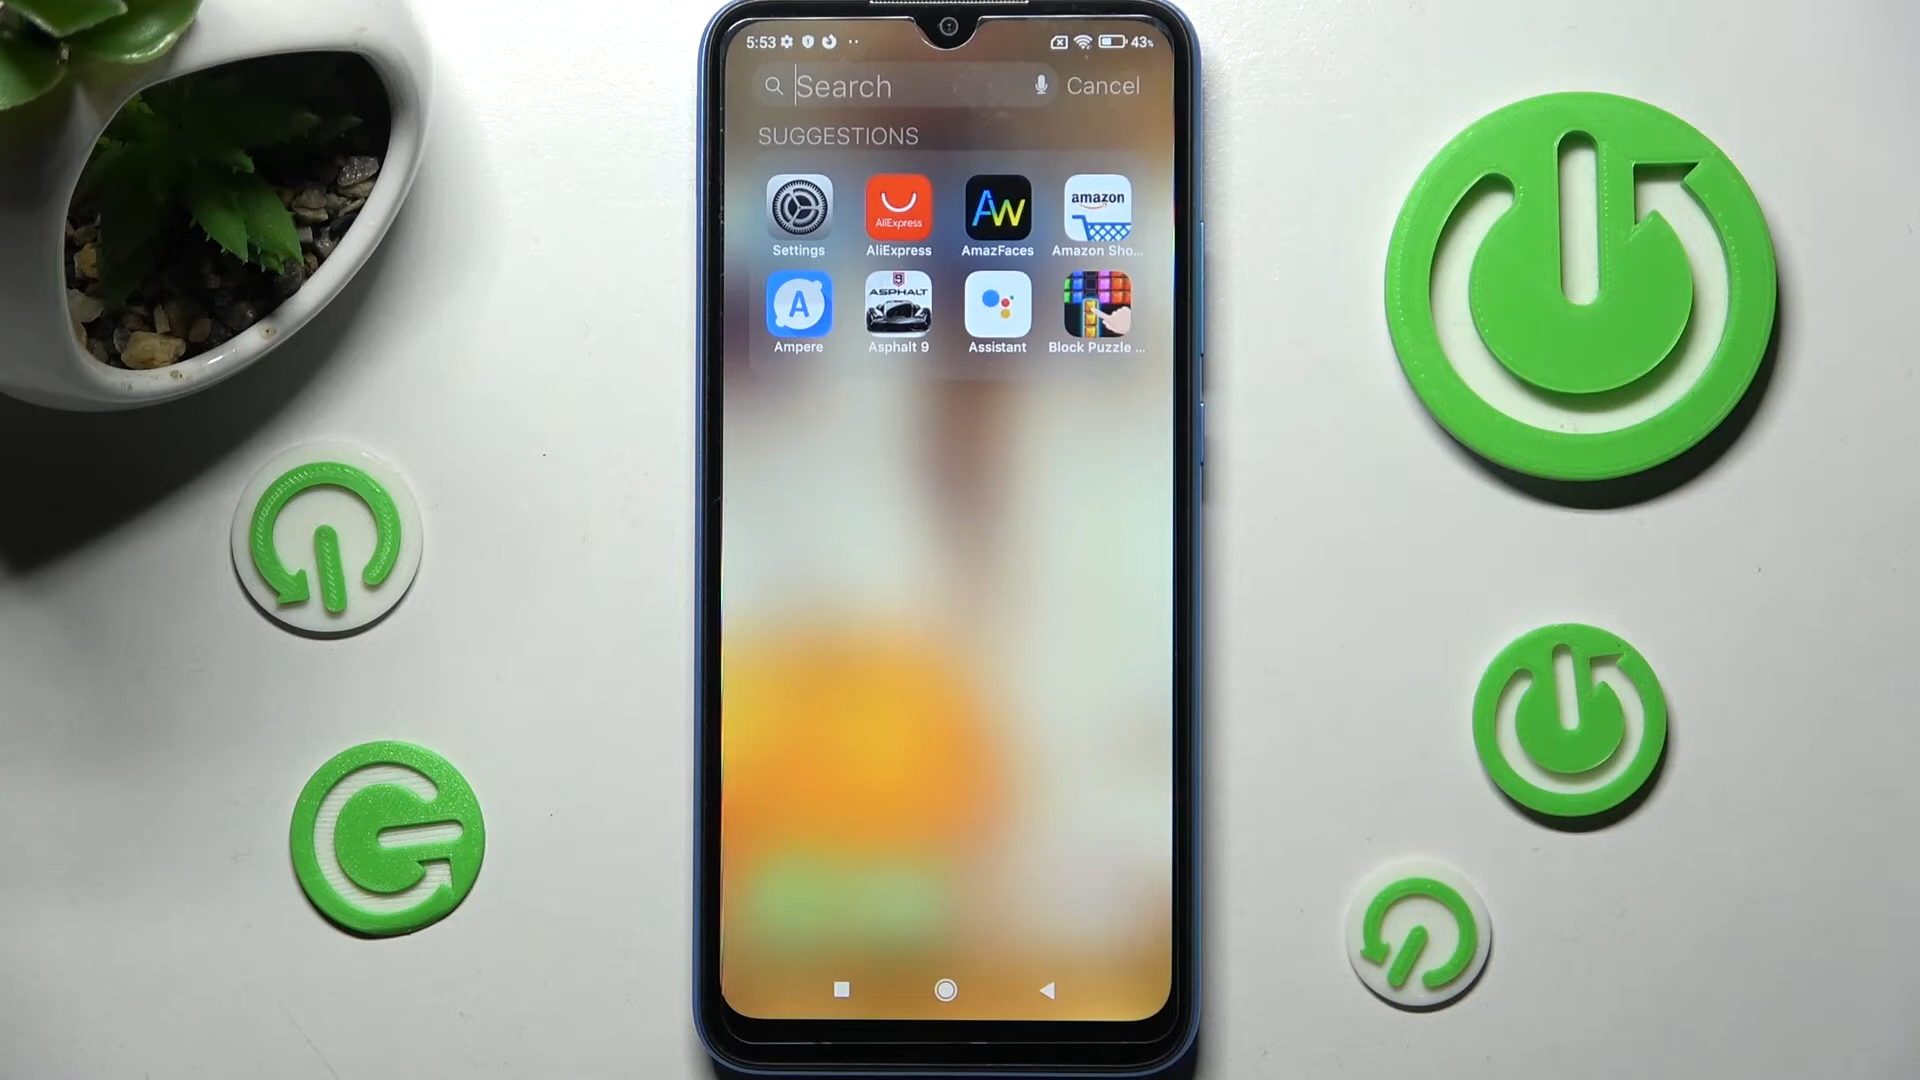 5:53 43%
Search Cancel
SUGGESTIONS
AliExpress AW amazon
Settings AliExpress AmazFaces Amazon Sho...
A 9 ASPHALT
Ampere Asphalt 9 Assistant Block Puzzle ...